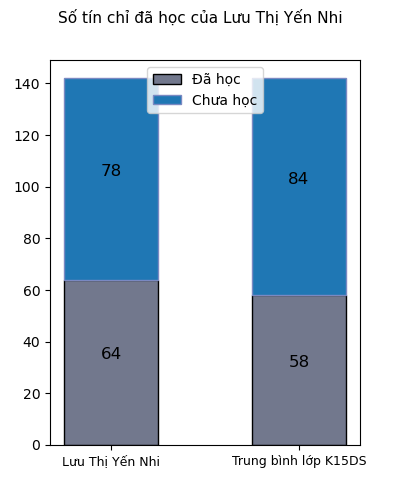 Số tín chỉ đã học của Lưu Thị Yến Nhi
Đã học
Chưa học
140
120
100
80
60
40
20
0
78
84
64
58
Lưu Thị Yến Nhi
Trung bình lớp K15DS